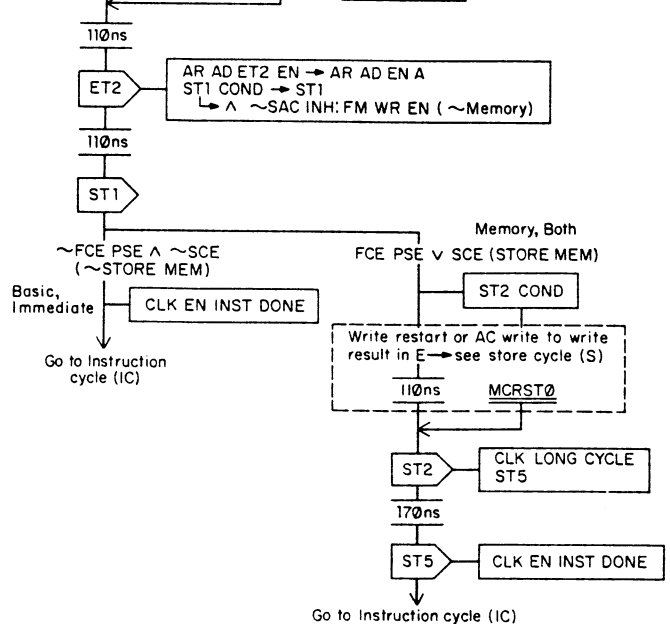 110ns
ET2
AR AD ET2 EN → AR AD EN A
ST1 COND → ST1
↳ ∧ ~SAC INH: FM WR EN (~Memory)
110ns
ST1
Memory, Both
~FCE PSE ∧ ~SCE
(~STORE MEM)
FCE PSE ∨ SCE (STORE MEM)
Basic,
Immediate
CLK EN INST DONE
ST2 COND
Go to Instruction
cycle (IC)
Write restart or AC write to write
result in E → see store cycle (S)
110ns
MCRST0
ST2
CLK LONG CYCLE
ST5
170ns
ST5
CLK EN INST DONE
Go to Instruction cycle (IC)